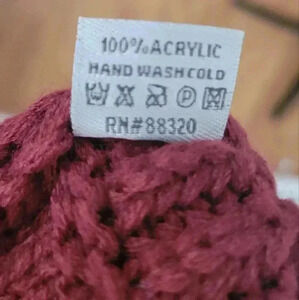 100% ACRYLIC
HAND WASH COLD
P
RN#88320